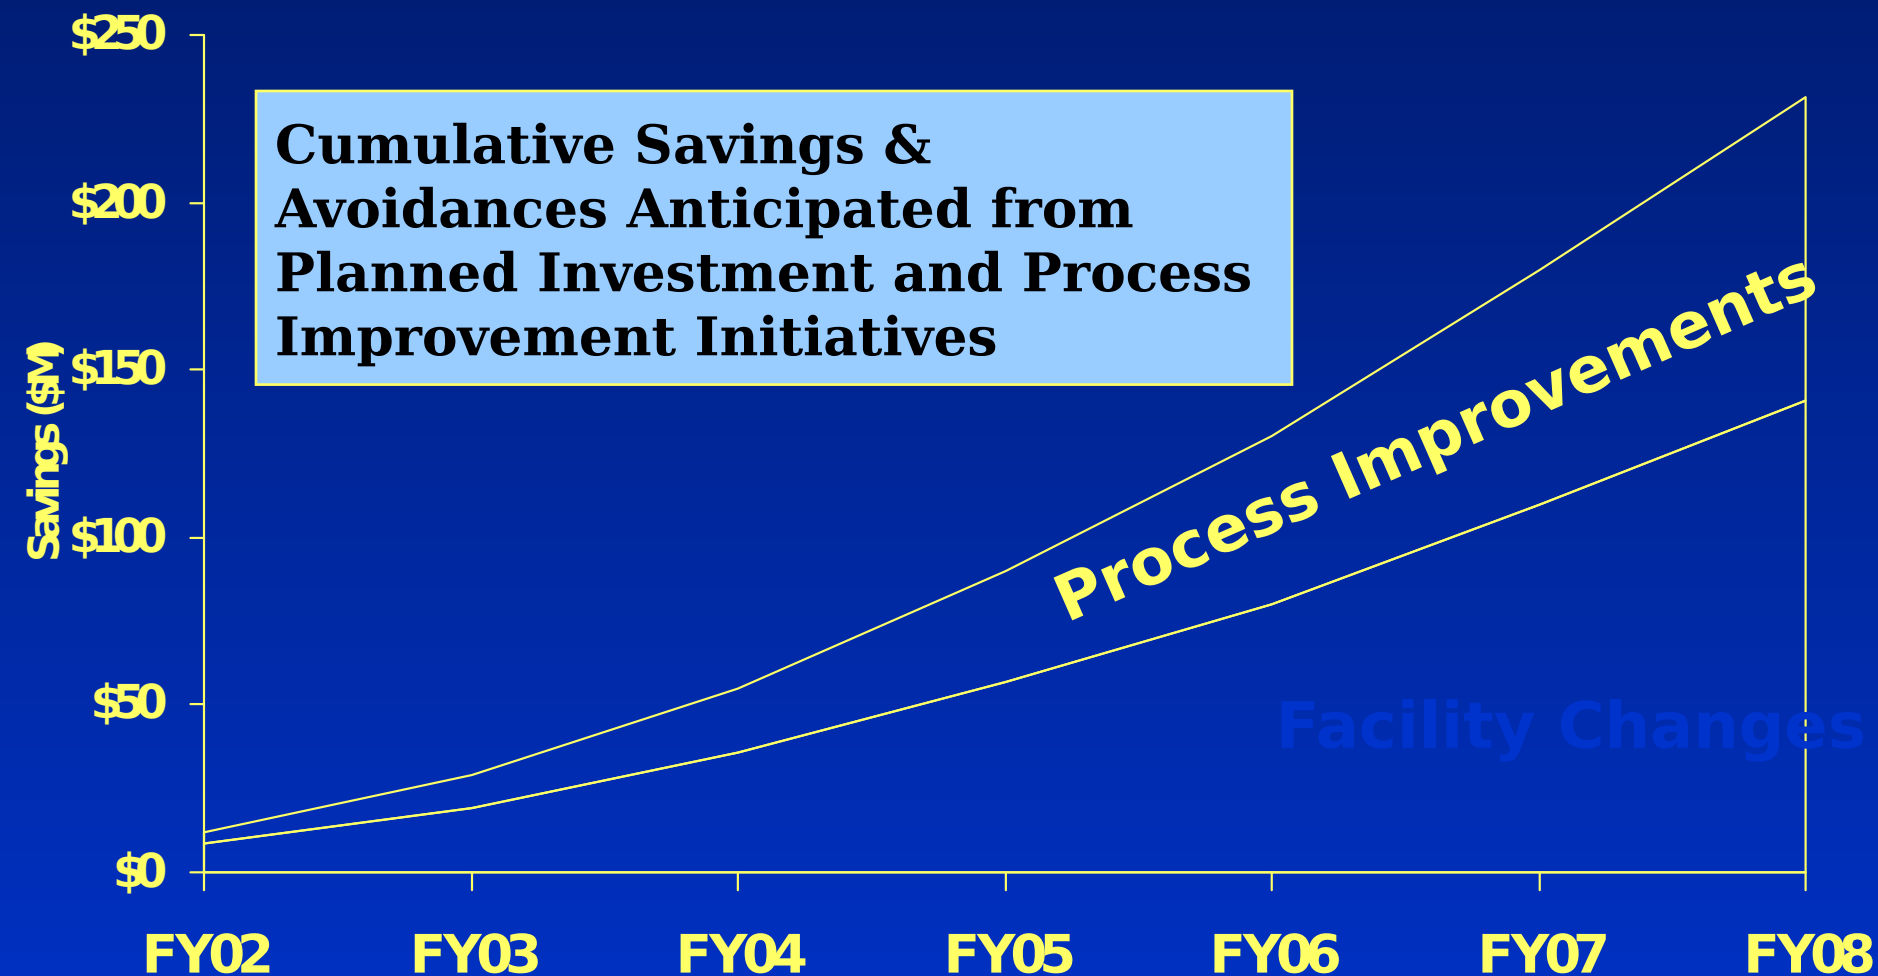 $250
Cumulative Savings &
Avoidances Anticipated from
Planned Investment and Process
Improvement Initiatives
$200
$150
$100
$50
$0
Savings ($M)
Process Improvements
Facility Changes
FY02 FY03 FY04 FY05 FY06 FY07 FY08